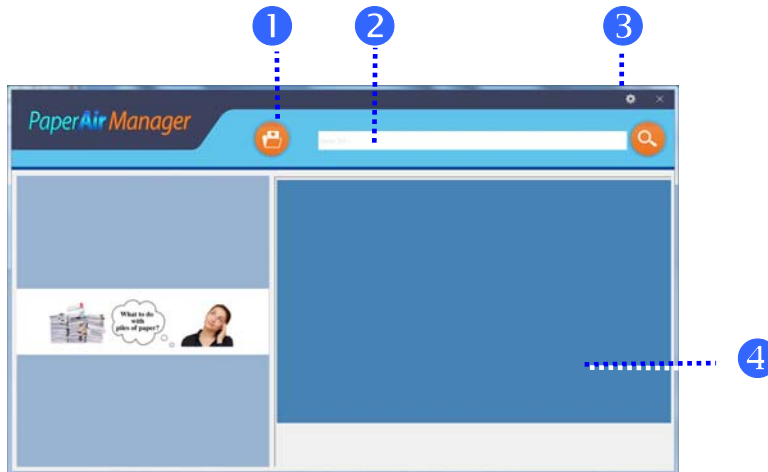 1 2 3
PaperAir Manager
What to do
with
piles of paper?
4